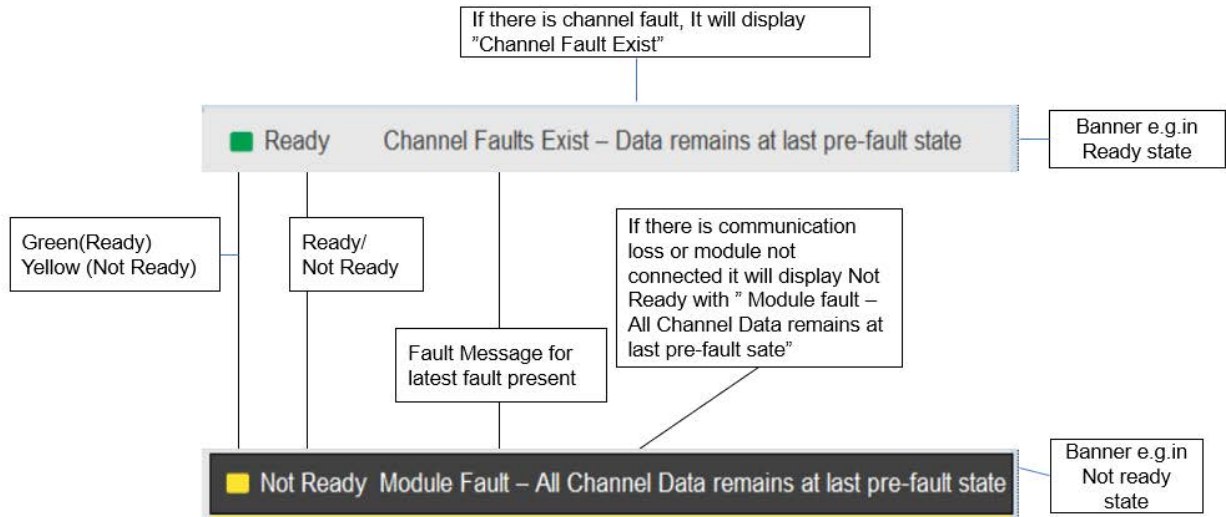 If there is channel fault, It will display
”Channel Fault Exist”
Ready
Channel Faults Exist – Data remains at last pre-fault state
Banner e.g.in
Ready state
Green(Ready)
Yellow (Not Ready)
Ready/
Not Ready
If there is communication
loss or module not
connected it will display Not
Ready with ” Module fault –
All Channel Data remains at
last pre-fault sate”
Fault Message for
latest fault present
Not Ready Module Fault – All Channel Data remains at last pre-fault state
Banner e.g.in
Not ready
state